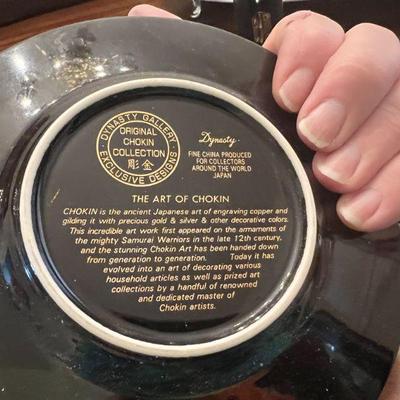 DYNASTY GALLERY
ORIGINAL
CHOKIN
COLLECTION
彫金
EXCLUSIVE DESIGNS
Dynasty
FINE CHINA PRODUCED
FOR COLLECTORS
AROUND THE WORLD
JAPAN
THE ART OF CHOKIN
CHOKIN is the ancient Japanese art of engraving copper and
gilding it with precious gold & silver & other decorative colors.
This incredible art work first appeared on the armaments of
the mighty Samurai Warriors in the late 12th century,
and the stunning Chokin Art has been handed down
from generation to generation. Today it has
evolved into an art of decorating various
household articles as well as prized art
collections by a handful of renowned
and dedicated master of
Chokin artists.